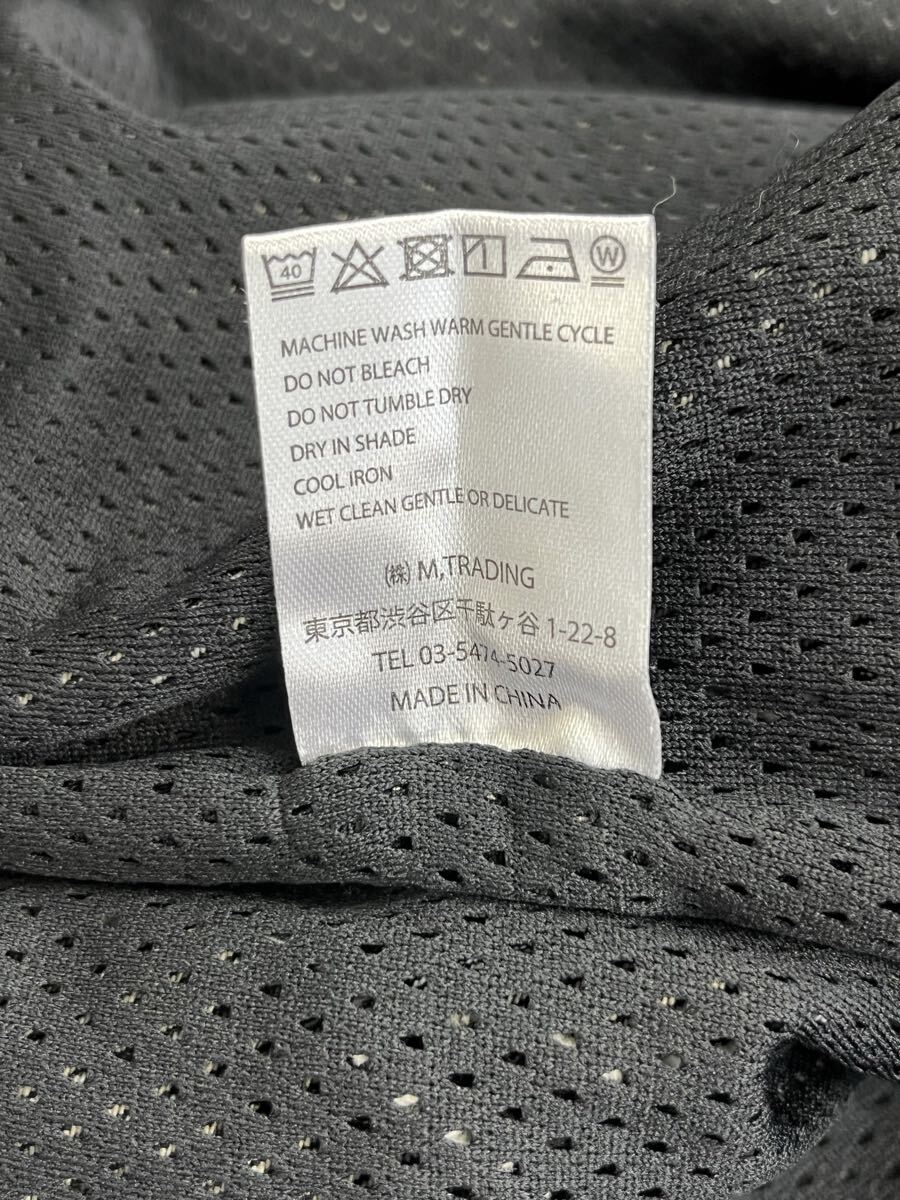 40 W
MACHINE WASH WARM GENTLE CYCLE
DO NOT BLEACH
DO NOT TUMBLE DRY
DRY IN SHADE
COOL IRON
WET CLEAN GENTLE OR DELICATE
㈱ M,TRADING
東京都渋谷区千駄ヶ谷 1-22-8
TEL 03-5474-5027
MADE IN CHINA